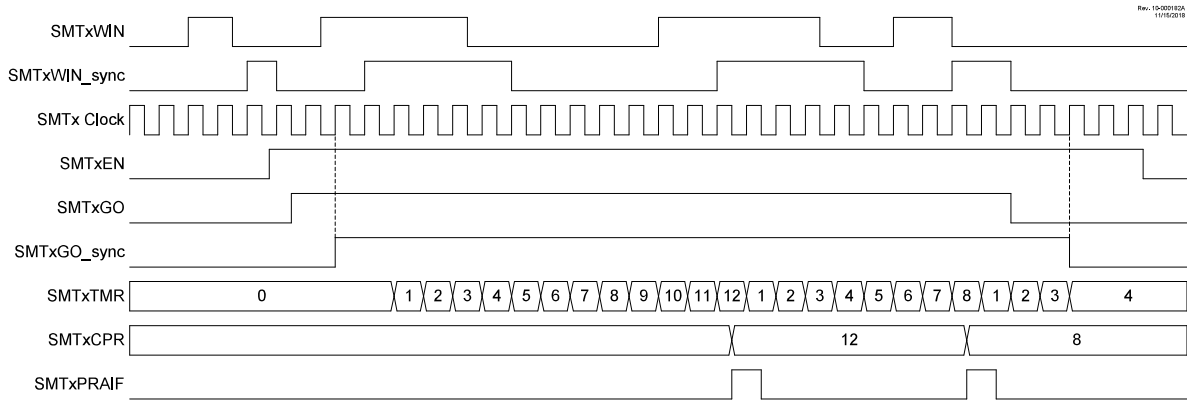 Rev. 10-000182A
11/15/2018
SMTxWIN
SMTxWIN_sync
SMTx Clock
SMTxEN
SMTxGO
SMTxGO_sync
SMTxTMR 0 1 2 3 4 5 6 7 8 9 10 11 12 1 2 3 4 5 6 7 8 1 2 3 4
SMTxCPR 12 8
SMTxPRAIF